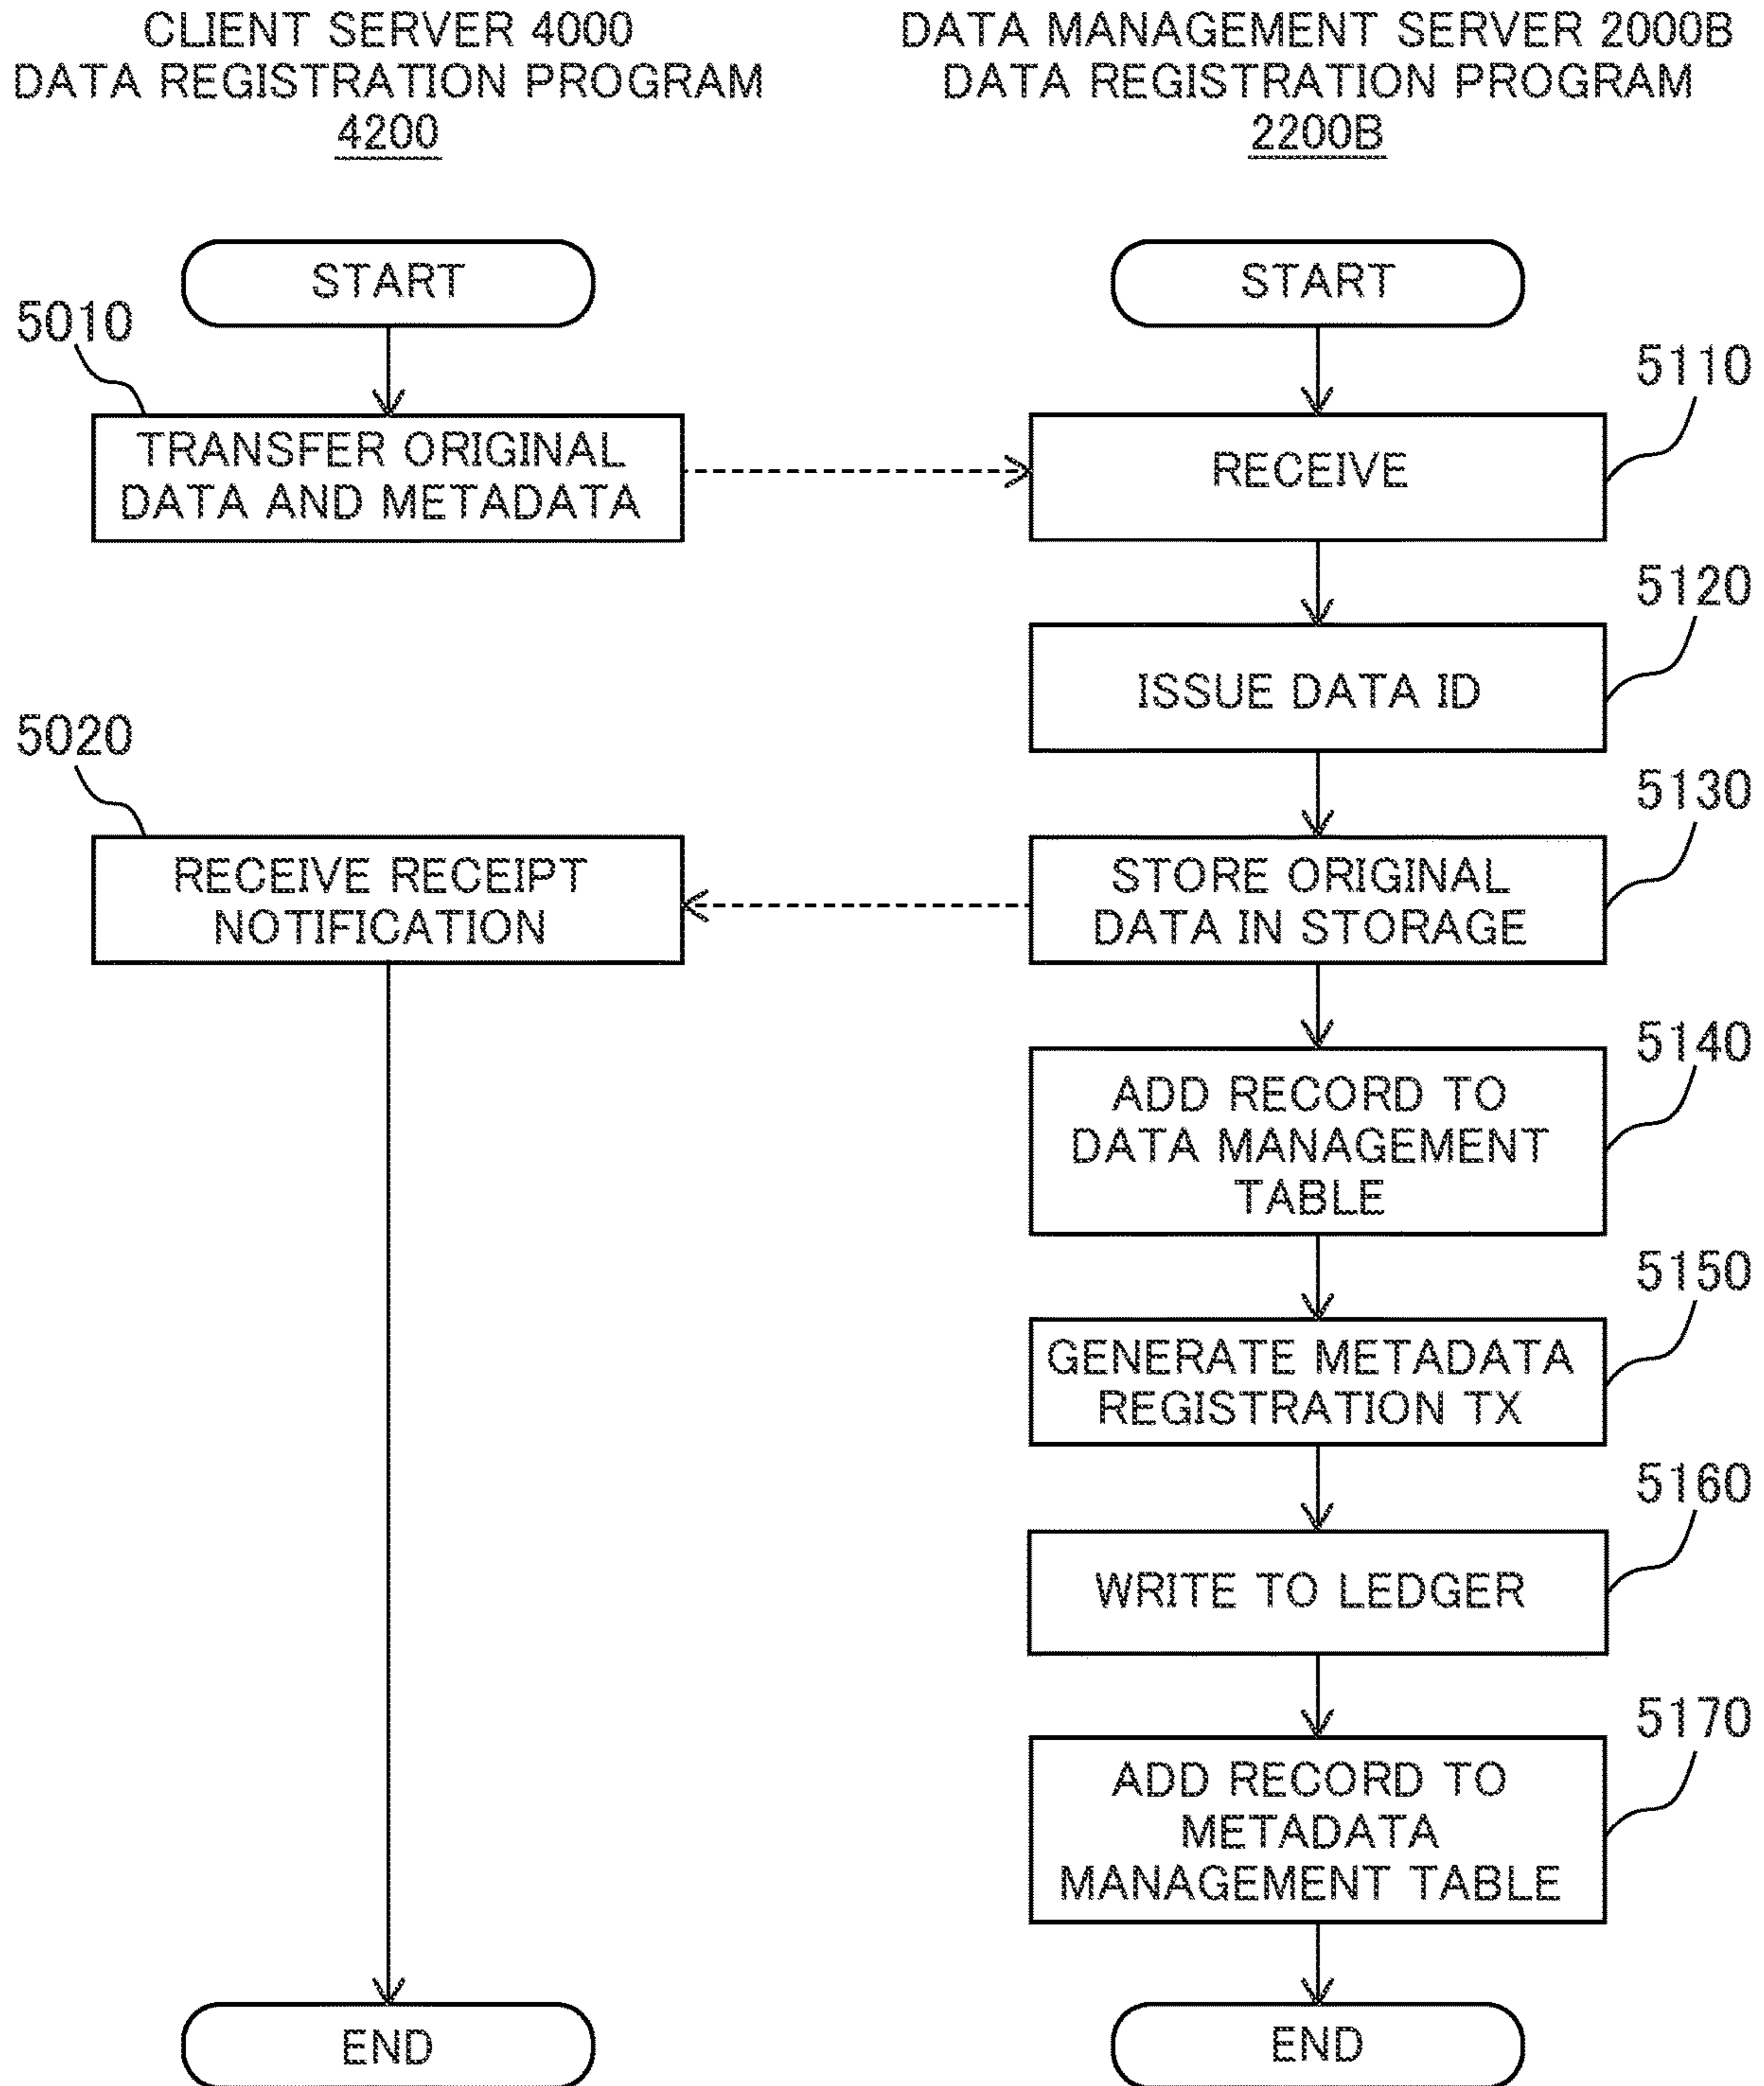 CLIENT SERVER 4000
DATA REGISTRATION PROGRAM
4200
DATA MANAGEMENT SERVER 2000B
DATA REGISTRATION PROGRAM
2200B
START
5010
TRANSFER ORIGINAL
DATA AND METADATA
5020
RECEIVE RECEIPT
NOTIFICATION
END
START
5110
RECEIVE
5120
ISSUE DATA ID
5130
STORE ORIGINAL
DATA IN STORAGE
5140
ADD RECORD TO
DATA MANAGEMENT
TABLE
5150
GENERATE METADATA
REGISTRATION TX
5160
WRITE TO LEDGER
5170
ADD RECORD TO
METADATA
MANAGEMENT TABLE
END